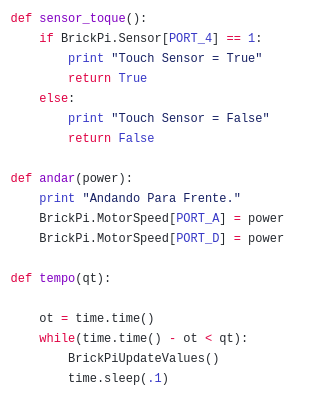 def sensor_toque():
    if BrickPi.Sensor[PORT_4] == 1:
        print "Touch Sensor = True"
        return True
    else:
        print "Touch Sensor = False"
        return False

def andar(power):
    print "Andando Para Frente."
    BrickPi.MotorSpeed[PORT_A] = power
    BrickPi.MotorSpeed[PORT_D] = power

def tempo(qt):

    ot = time.time()
    while(time.time() - ot < qt):
        BrickPiUpdateValues()
        time.sleep(.1)